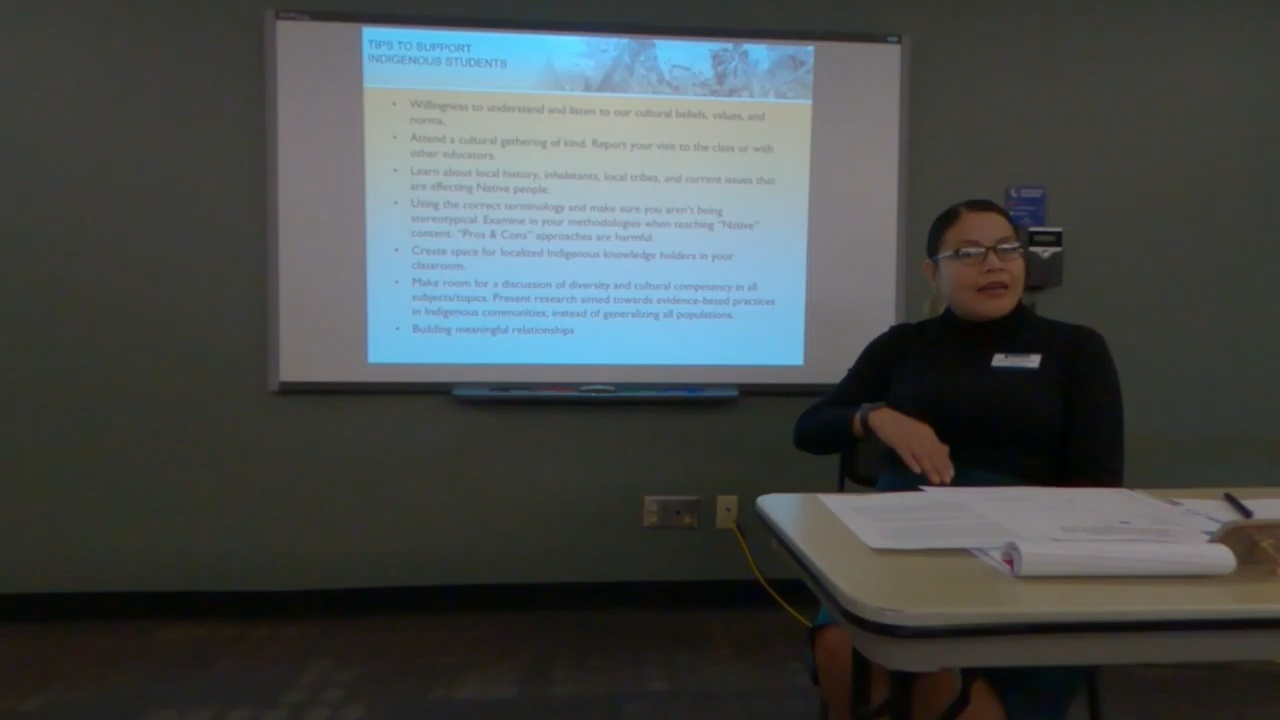 TIPS TO SUPPORT
INDIGENOUS STUDENTS
• Willingness to understand and listen to our cultural beliefs, values, and
norms.
• Attend a cultural gathering of kind. Report your visit to the class or with
other educators.
• Learn about local history, inhabitants, local tribes, and current issues that
are affecting Native people.
• Using the correct terminology and make sure you aren't being
stereotypical. Examine in your methodologies when teaching "Native"
content. "Pros & Cons" approaches are harmful.
• Create space for localized Indigenous knowledge holders in your
classroom.
• Make room for a discussion of diversity and cultural competency in all
subjects/topics. Present research aimed towards evidence-based practices
in Indigenous communities, instead of generalizing all populations.
• Building meaningful relationships